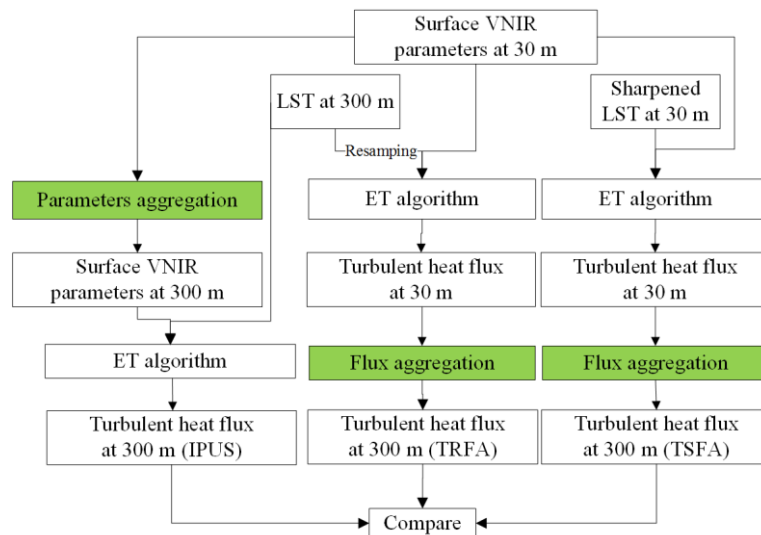 Surface VNIR
parameters at 30 m
LST at 300 m
Sharpened
LST at 30 m
Resamping
Parameters aggregation
ET algorithm
ET algorithm
Surface VNIR
parameters at 300 m
Turbulent heat flux
at 30 m
Turbulent heat flux
at 30 m
ET algorithm
Flux aggregation
Flux aggregation
Turbulent heat flux
at 300 m (IPUS)
Turbulent heat flux
at 300 m (TRFA)
Turbulent heat flux
at 300 m (TSFA)
Compare